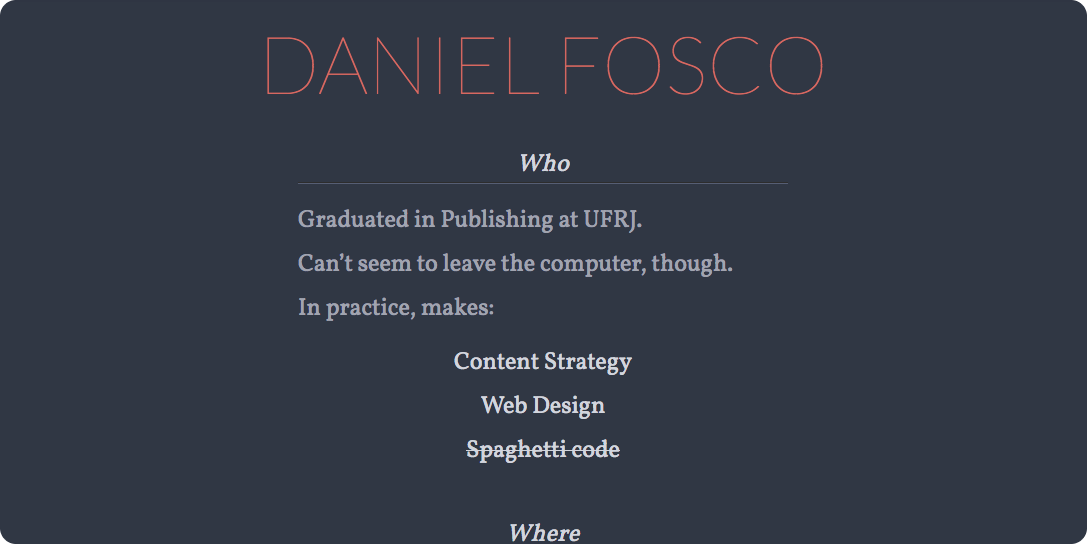 DANIEL FOSCO
Who
Graduated in Publishing at UFRJ.
Can’t seem to leave the computer, though.
In practice, makes:
Content Strategy
Web Design
Spaghetti code
Where